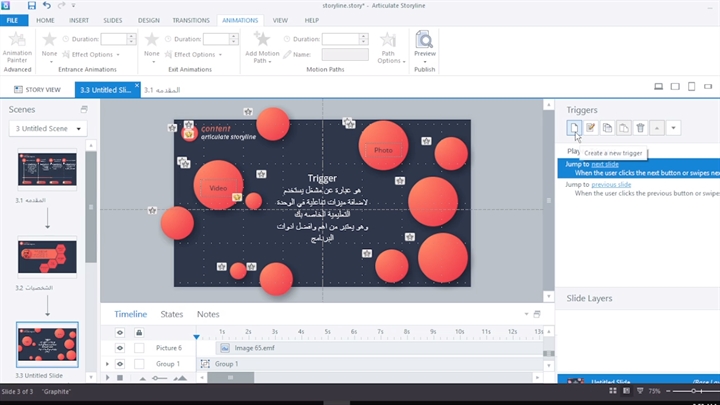 storyline.story* - Articulate Storyline
FILE HOME INSERT SLIDES DESIGN TRANSITIONS ANIMATIONS VIEW HELP
Duration:
Effect Options
Duration:
Effect Options
Duration:
Name:
Animation Painter
None
None
Add Motion Path
Path Options
Preview
Advanced Entrance Animations Exit Animations Motion Paths Publish
STORY VIEW 3.3 Untitled Sli... 3.1 المقدمه
Scenes
3 Untitled Scene
3.1 المقدمه
3.2 الشخصيات
3.3 Untitled Slide
content
articulate storyline
Photo
Video
Trigger
هو عبارة عن مشغل يستخدم
لاضافة ميزات تفاعلية في الوحدة
التعليمية الخاصه بك
وهو يعتبر من اهم وافضل ادوات
البرنامج
Timeline States Notes
1s 2s 3s 4s 5s 6s 7s 8s 9s 10s 11s 12s 13s
Picture 6 Image 65.emf
Group 1 Group 1
Triggers
Create a new trigger
Play
Jump to next slide
When the user clicks the next button or swipes ne
Jump to previous slide
When the user clicks the previous button or swipe
Slide Layers
Untitled Slide
Slide 3 of 3 'Graphite' 75%